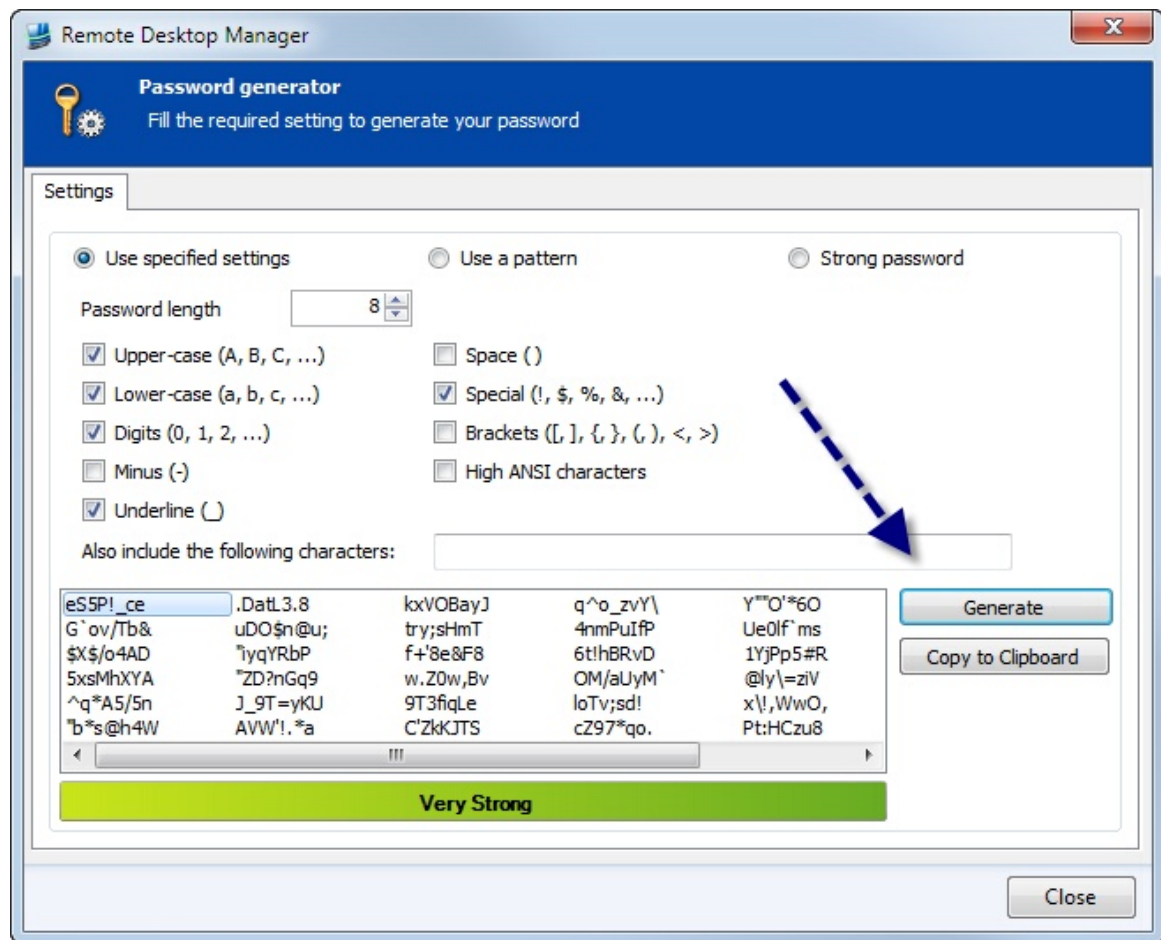 Remote Desktop Manager
Password generator
Fill the required setting to generate your password
Settings
Use specified settings Use a pattern Strong password
Password length 8
Upper-case (A, B, C, ...) Space ( )
Lower-case (a, b, c, ...) Special (!, $, %, &, ...)
Digits (0, 1, 2, ...) Brackets ([, ], {, }, (, ), <, >)
Minus (-) High ANSI characters
Underline (_)
Also include the following characters:
eS5P!_ce .DatL3.8 kxVOBayJ q^o_zvY\ Y""O'*6O Generate
G`ov/Tb& uDO$n@u; try;sHmT 4nmPuIfP Ue0lf`ms
$X$/o4AD "iyqYRbP f+'8e&F8 6t!hBRvD 1YjPp5#R Copy to Clipboard
5xsMhXYA "ZD?nGq9 w.Z0w,Bv OM/aUyM` @ly\=ziV
^q*A5/5n J_9T=yKU 9T3fiqLe loTv;sd! x\!,WwO,
"b*s@h4W AVW'!.*a C'ZkKJTS cZ97*qo. Pt:HCzu8
Very Strong
Close